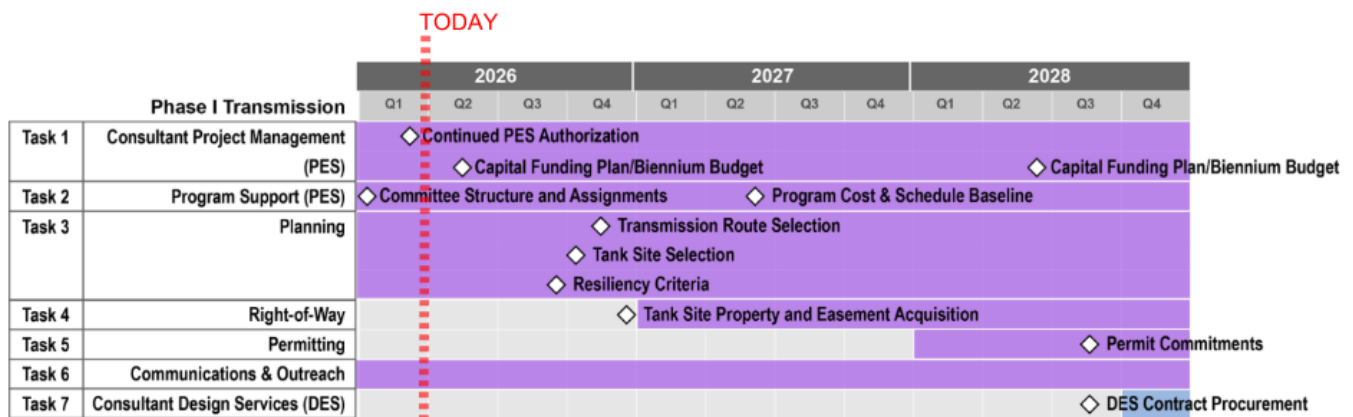 TODAY
2026 2027 2028
Phase I Transmission Q1 Q2 Q3 Q4 Q1 Q2 Q3 Q4 Q1 Q2 Q3 Q4
Task 1 Consultant Project Management Continued PES Authorization
(PES) Capital Funding Plan/Biennium Budget Capital Funding Plan/Biennium Budget
Task 2 Program Support (PES) Committee Structure and Assignments Program Cost & Schedule Baseline
Task 3 Planning Transmission Route Selection
Tank Site Selection
Resiliency Criteria
Task 4 Right-of-Way Tank Site Property and Easement Acquisition
Task 5 Permitting Permit Commitments
Task 6 Communications & Outreach
Task 7 Consultant Design Services (DES) DES Contract Procurement